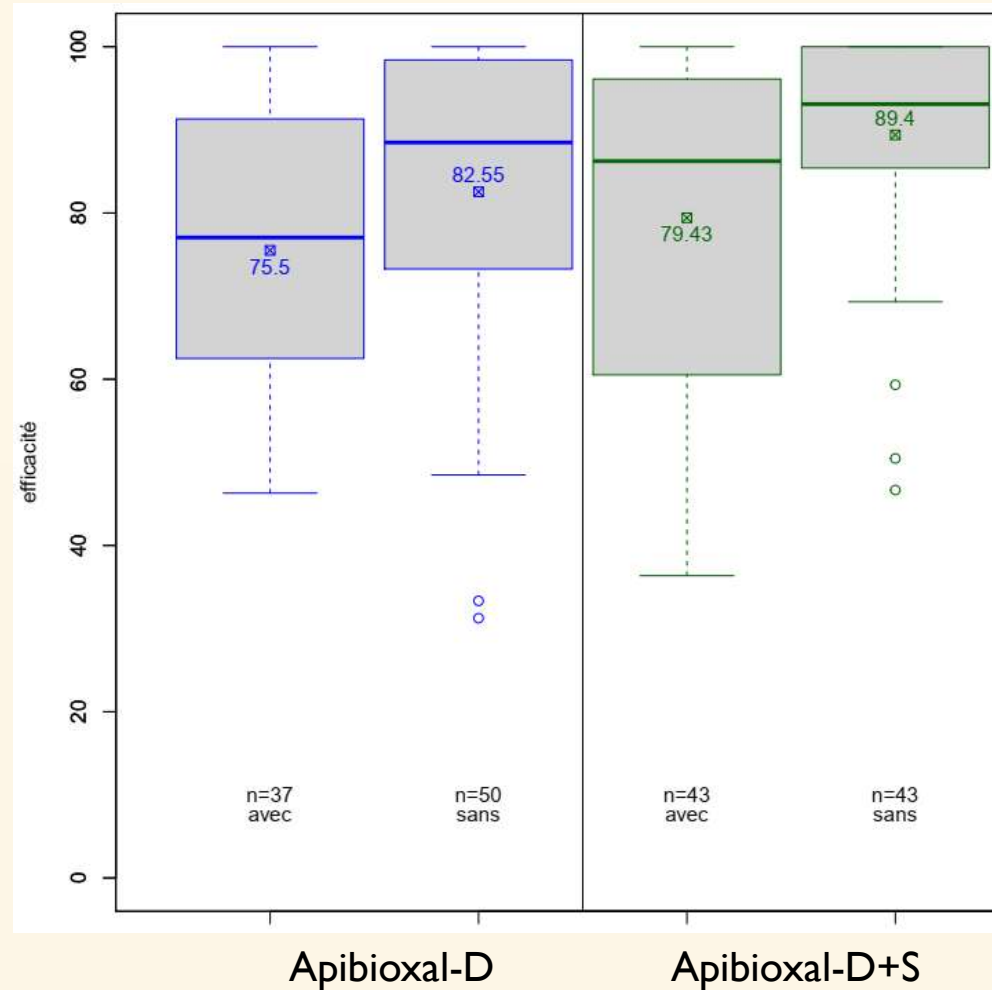 efficacité
100
80
60
40
20
0
75.5
82.55
79.43
89.4
n=37
avec
n=50
sans
n=43
avec
n=43
sans
Apibioxal-D
Apibioxal-D+S